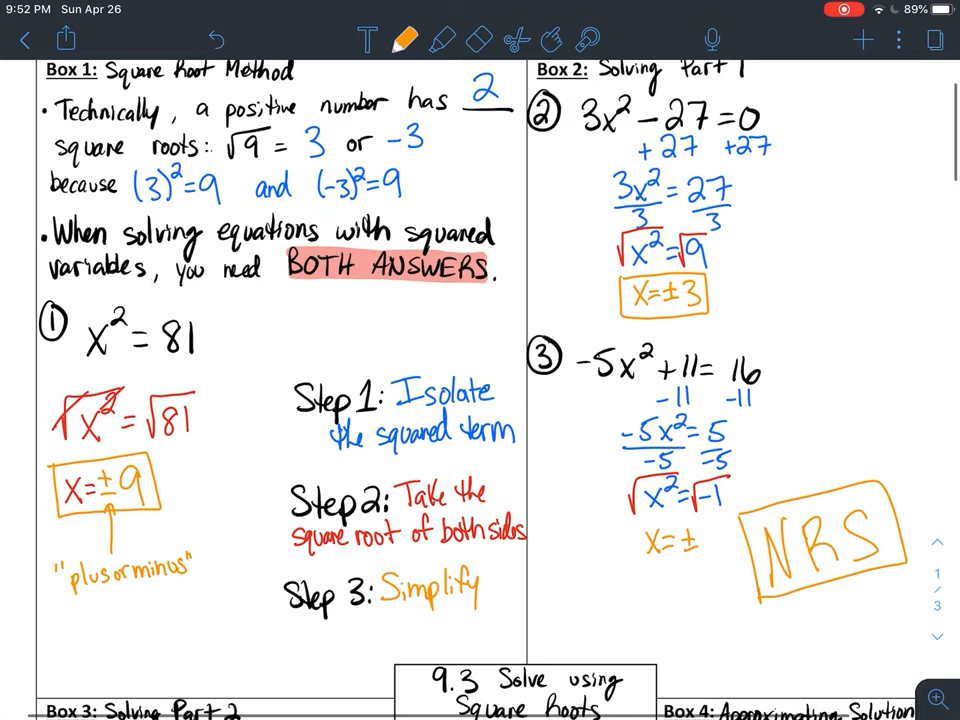 9:52 PM Sun Apr 26
89%
T
Box 1: Square Root Method
• Technically, a positive number has 2
square roots: √9 = 3 or -3
because (3)²=9 and (-3)²=9
• When solving equations with squared
variables, you need BOTH ANSWERS.
① x² = 81
√x² = √81
x = ± 9
"plus or minus"
Step 1: Isolate
the squared term
Step 2: Take the
square root of both sides
Step 3: Simplify
Box 2: Solving Part 1
② 3x² - 27 = 0
+27 +27
3x² = 27
3 3
√x² = √9
x = ± 3
③ -5x² + 11 = 16
-11 -11
-5x² = 5
-5 -5
√x² = √-1
x = ±
NRS
1
/
3
9.3 Solve using
Square Roots
Box 3: Solving Part 2
Box 4: Approximating Solution